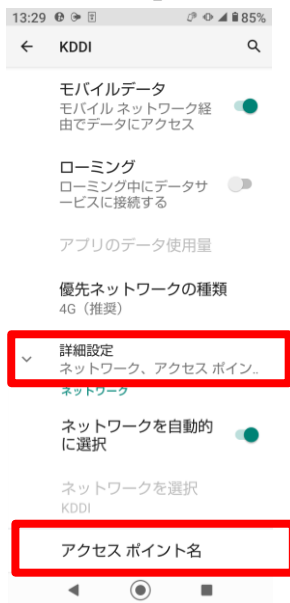 13:29 85%
KDDI
モバイルデータ
モバイル ネットワーク経
由でデータにアクセス
ローミング
ローミング中にデータサ
ービスに接続する
アプリのデータ使用量
優先ネットワークの種類
4G（推奨）
詳細設定
ネットワーク、アクセス ポイン..
ネットワーク
ネットワークを自動的
に選択
ネットワークを選択
KDDI
アクセス ポイント名